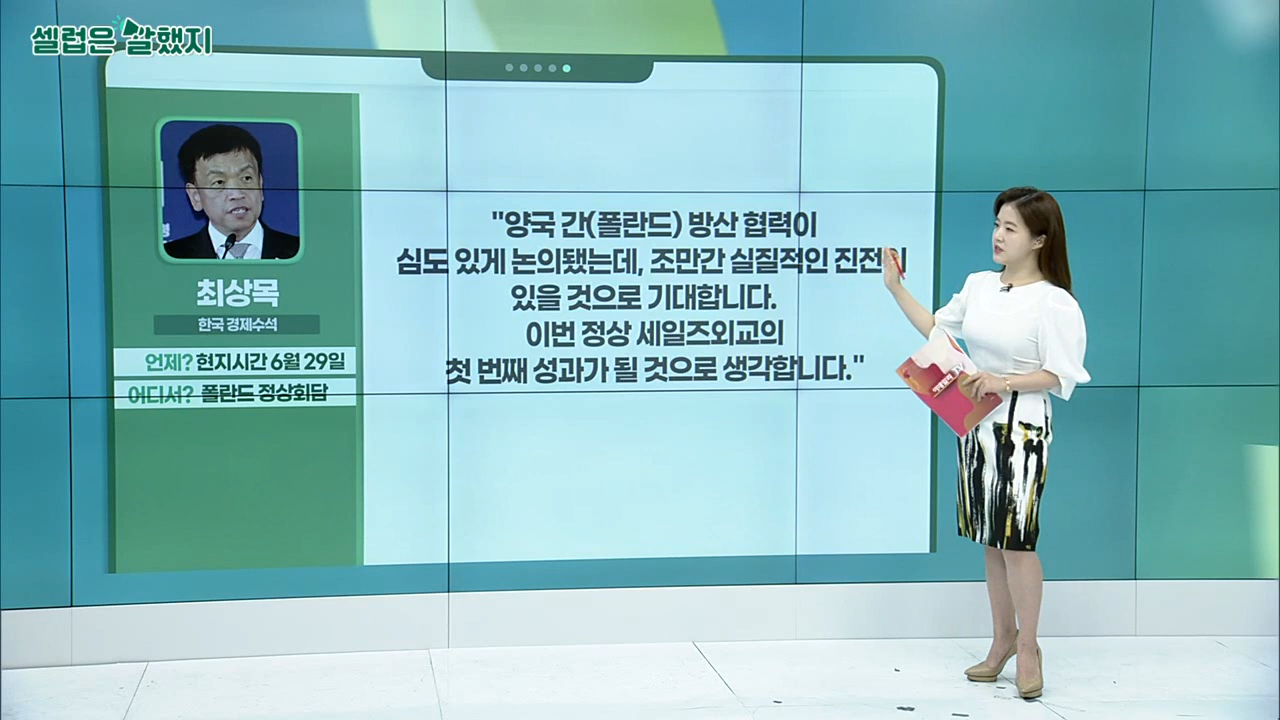 셀럽은 말했지
"양국 간(폴란드) 방산 협력이
심도 있게 논의됐는데, 조만간 실질적인 진전이
있을 것으로 기대합니다.
이번 정상 세일즈외교의
첫 번째 성과가 될 것으로 생각합니다."
최상목
한국 경제수석
언제? 현지시간 6월 29일
어디서? 폴란드 정상회담